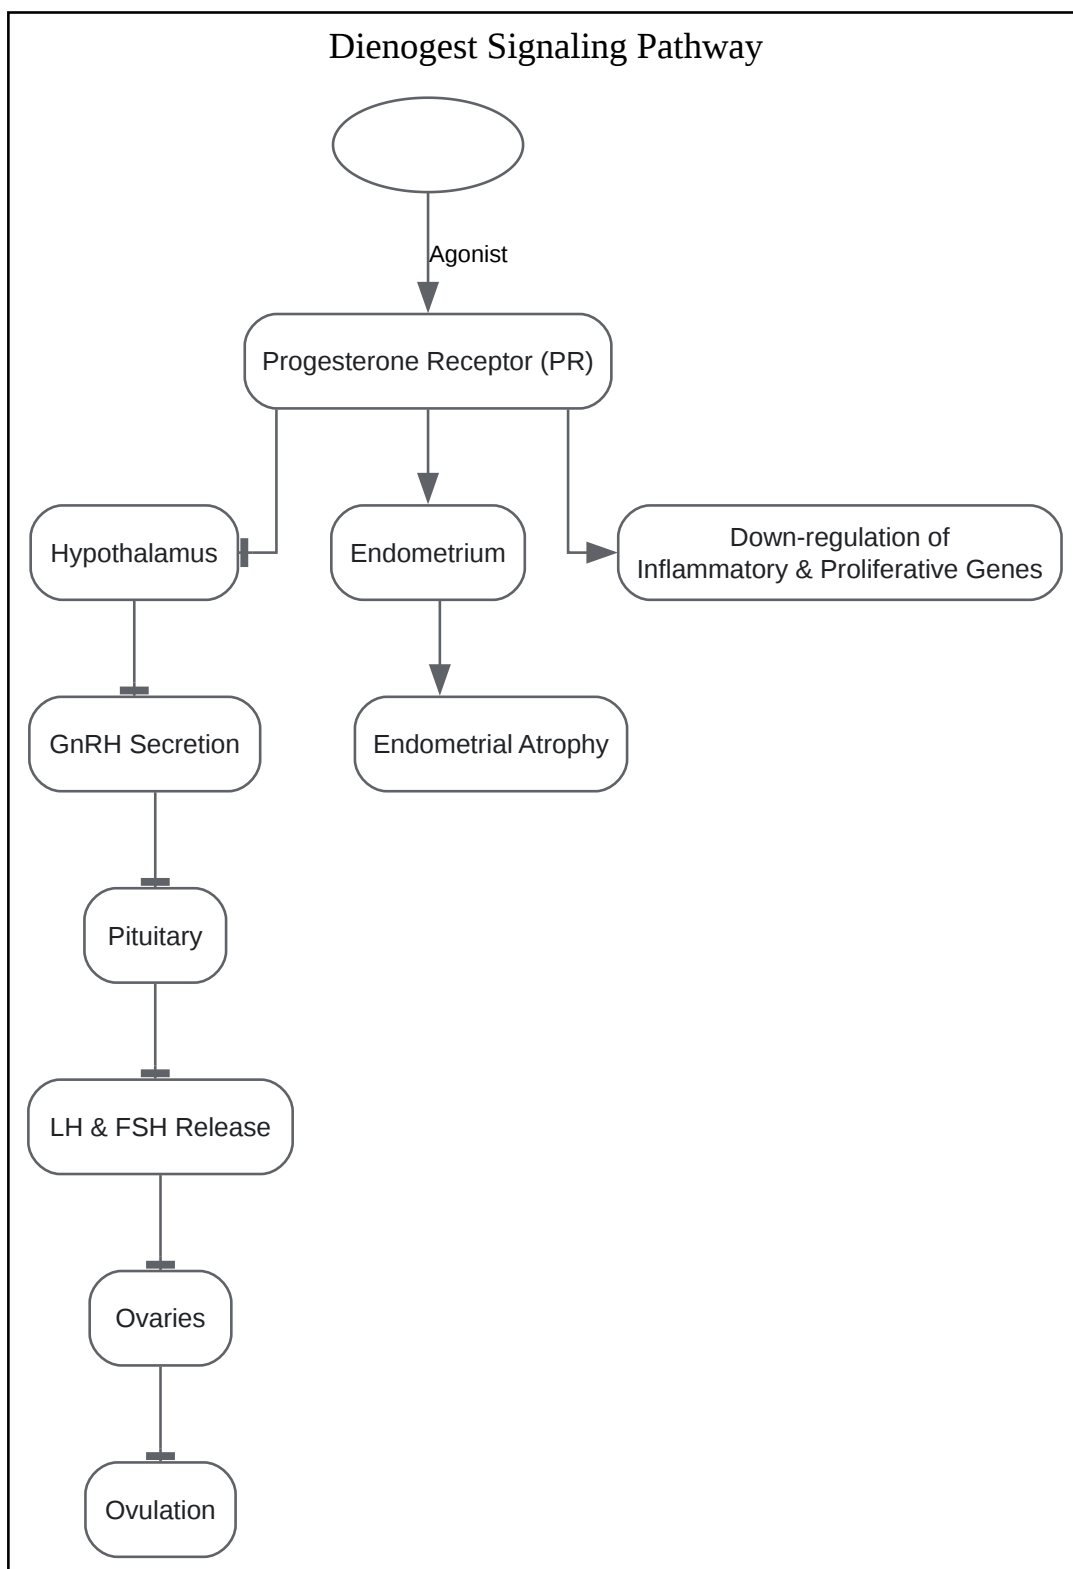 Dienogest Signaling Pathway
Agonist
Progesterone Receptor (PR)
Hypothalamus
Endometrium
Down-regulation of
Inflammatory & Proliferative Genes
GnRH Secretion
Endometrial Atrophy
Pituitary
LH & FSH Release
Ovaries
Ovulation